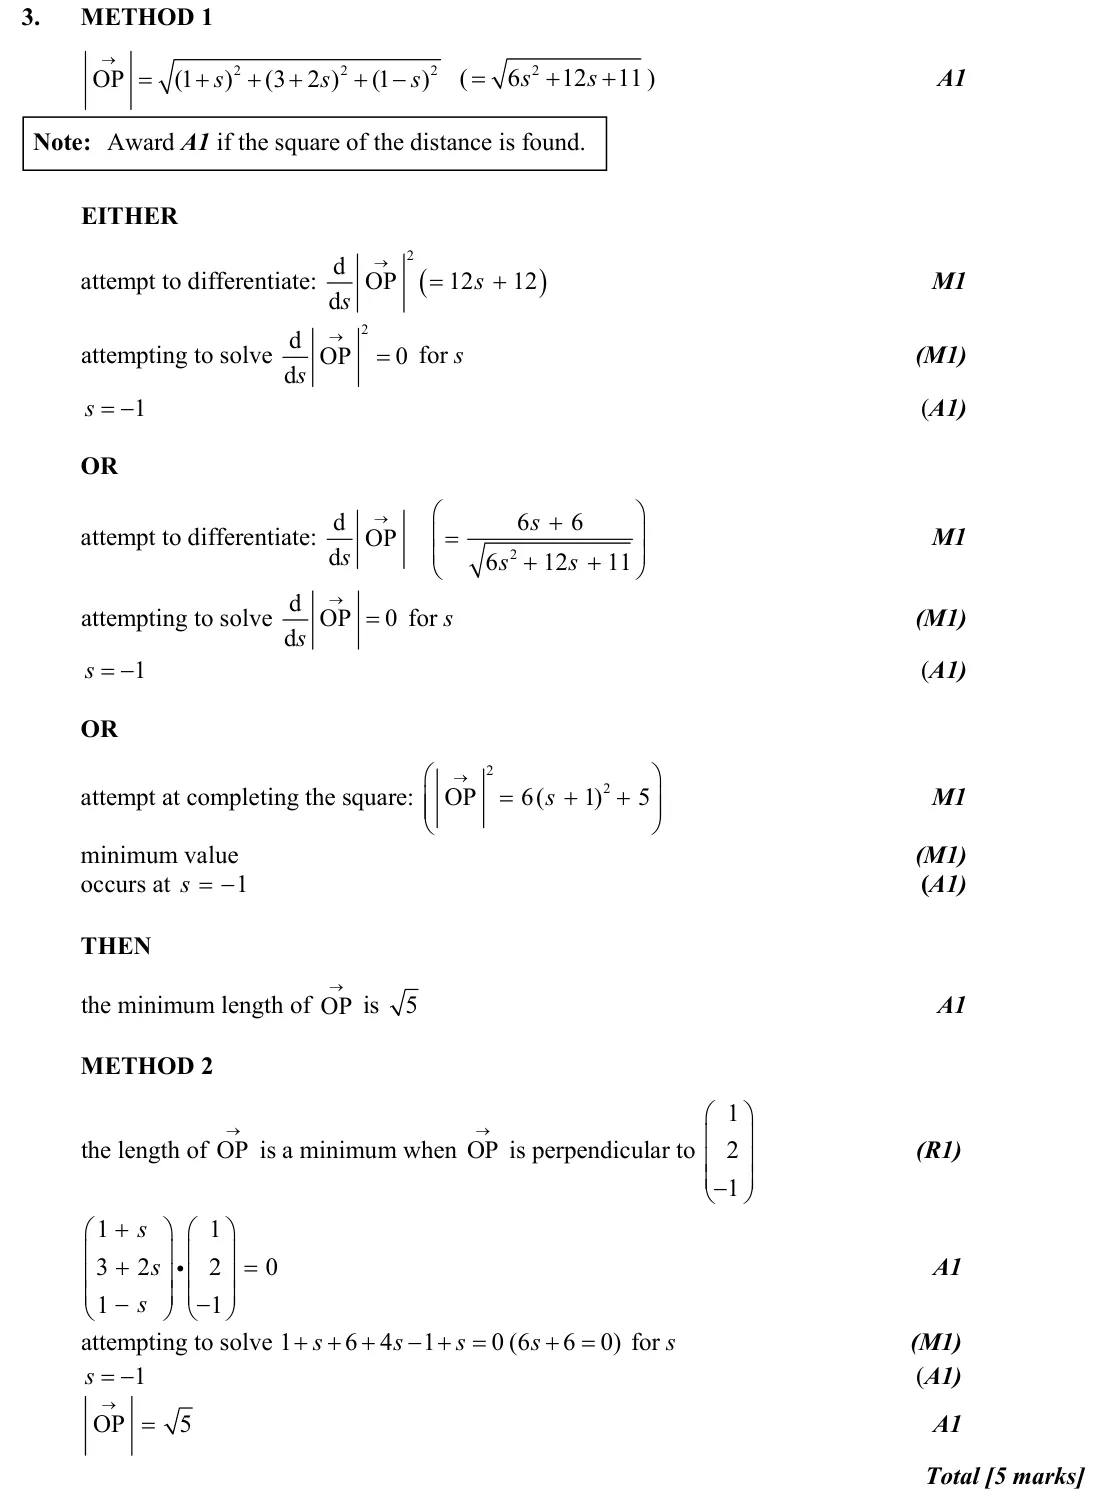 3. METHOD 1
|OP→| = √((1+s)² + (3+2s)² + (1−s)²) (= √(6s² +12s +11)) A1
Note: Award A1 if the square of the distance is found.
EITHER
attempt to differentiate: d/ds |OP→|² (= 12s + 12) M1
attempting to solve d/ds |OP→|² = 0 for s (M1)
s = −1 (A1)
OR
attempt to differentiate: d/ds |OP→| (= (6s + 6)/√(6s² + 12s + 11)) M1
attempting to solve d/ds |OP→| = 0 for s (M1)
s = −1 (A1)
OR
attempt at completing the square: (|OP→|² = 6(s + 1)² + 5) M1
minimum value (M1)
occurs at s = −1 (A1)
THEN
the minimum length of OP→ is √5 A1
METHOD 2
the length of OP→ is a minimum when OP→ is perpendicular to (1, 2, −1) (R1)
(1 + s, 3 + 2s, 1 − s) • (1, 2, −1) = 0 A1
attempting to solve 1+ s + 6 + 4s −1+ s = 0 (6s + 6 = 0) for s (M1)
s = −1 (A1)
|OP→| = √5 A1
Total [5 marks]